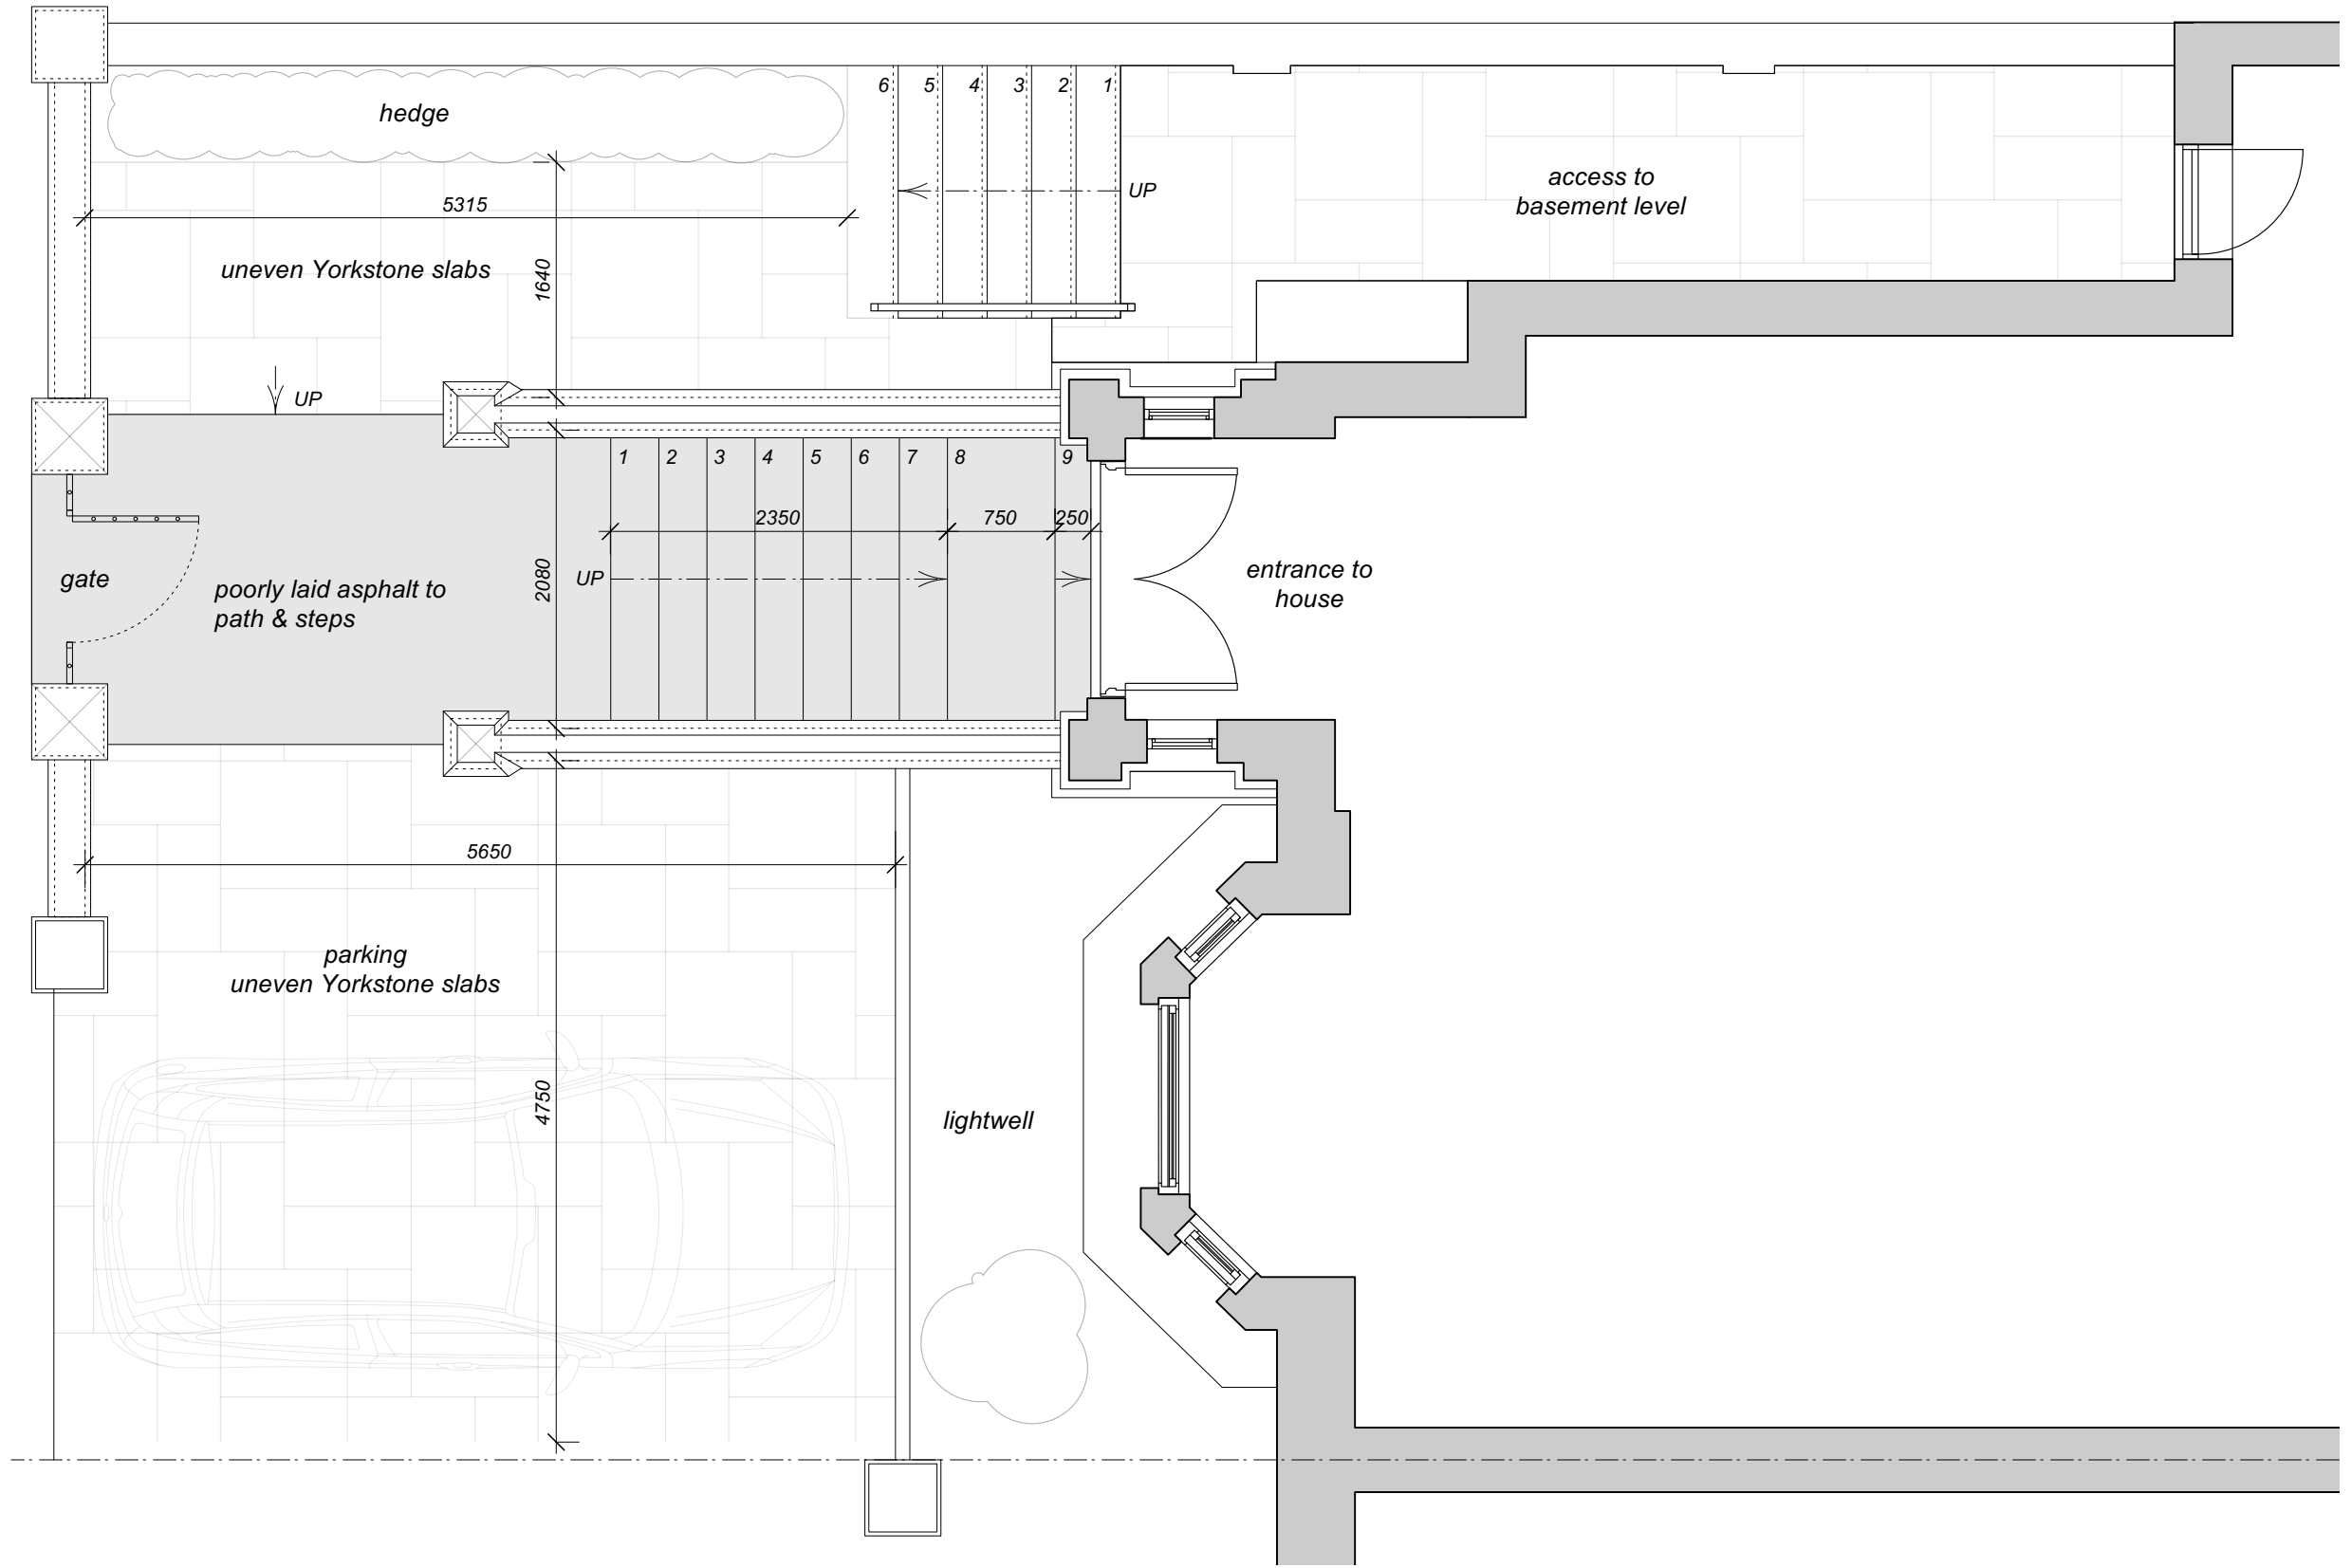 6 5 4 3 2 1
hedge
UP
access to
basement level
5315
uneven Yorkstone slabs
1640
UP
1 2 3 4 5 6 7 8 9
2350 750 250
UP
2080
gate
poorly laid asphalt to
path & steps
entrance to
house
5650
parking
uneven Yorkstone slabs
4750
lightwell